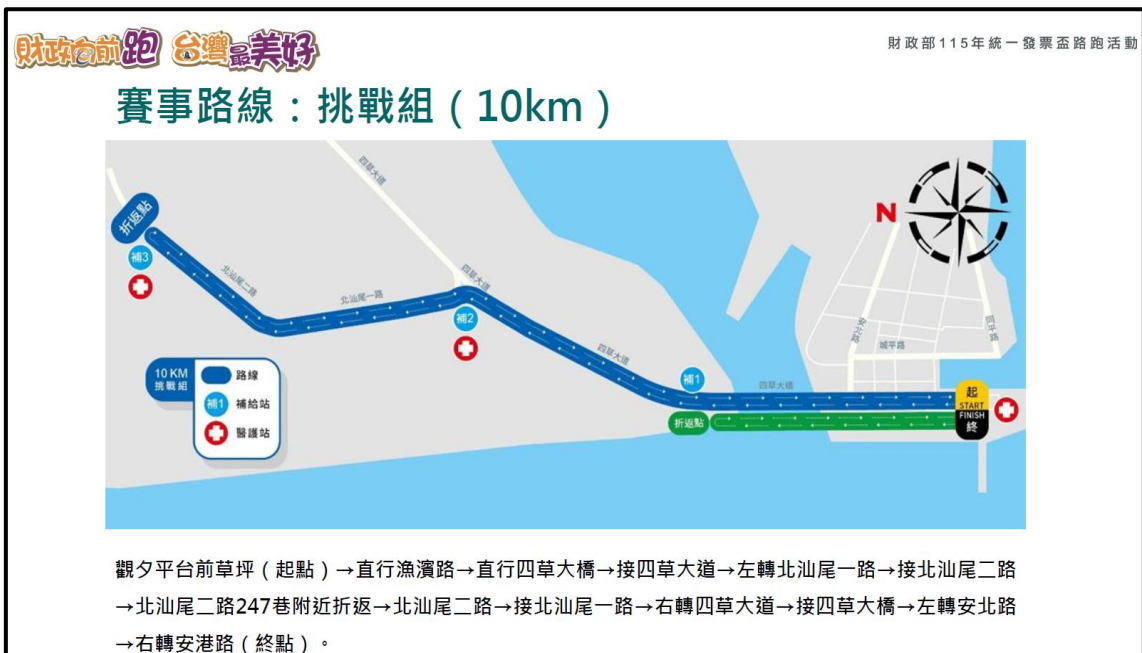 財政向前跑 台灣最美好
財政部115年統一發票盃路跑活動
賽事路線：挑戰組（10km）
四草大道
N
折返點
補3
北汕尾二路
北汕尾一路
四草大道
補2
四草大道
城平路
補1
四草大道
10 KM
挑戰組
路線
補1 補給站
醫護站
折返點
起
START
FINISH
終
觀夕平台前草坪（起點）→直行漁濱路→直行四草大橋→接四草大道→左轉北汕尾一路→接北汕尾二路
→北汕尾二路247巷附近折返→北汕尾二路→接北汕尾一路→右轉四草大道→接四草大橋→左轉安北路
→右轉安港路（終點）。